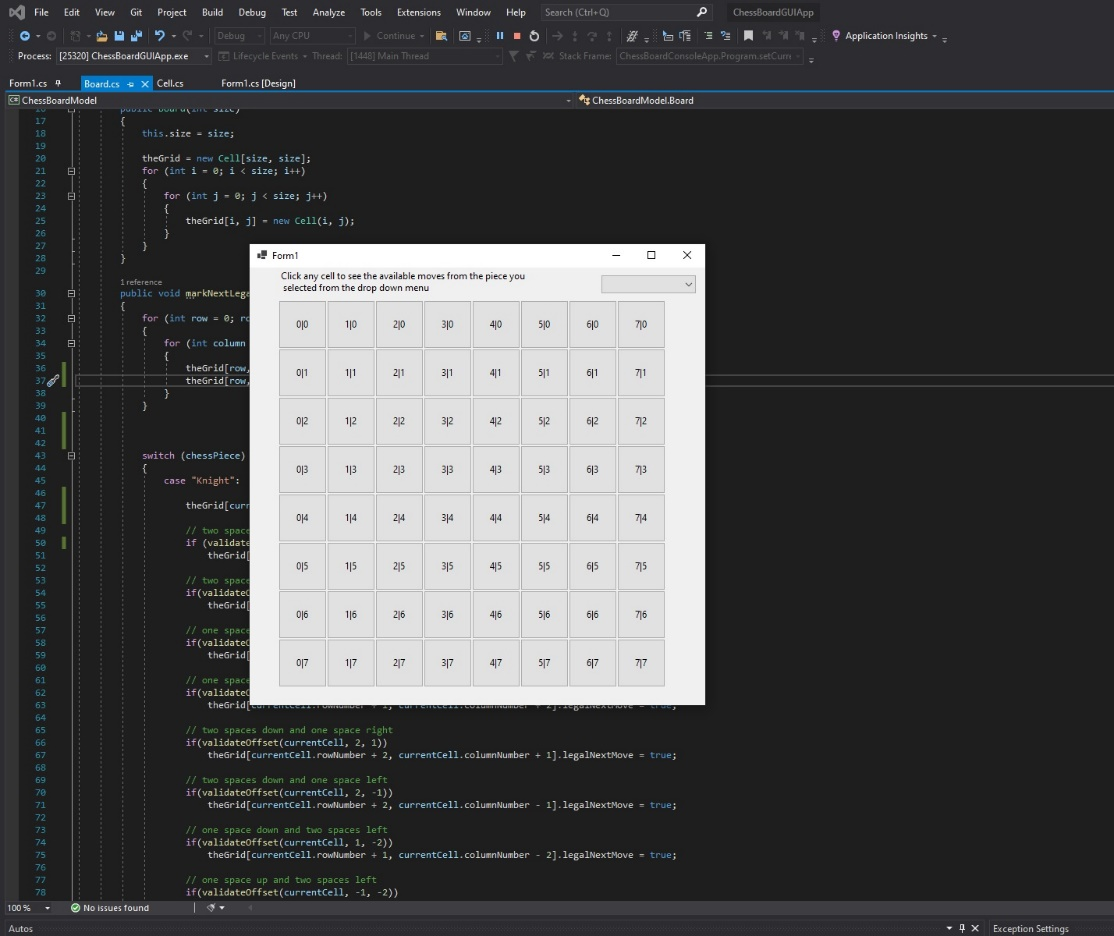 File Edit View Git Project Build Debug Test Analyze Tools Extensions Window Help Search (Ctrl+Q) ChessBoardGUIApp
Debug Any CPU Continue Application Insights
Process: [25320] ChessBoardGUIApp.exe Lifecycle Events Thread: [1448] Main Thread Stack Frame: ChessBoardConsoleApp.Program.setCurn
Form1.cs Board.cs Cell.cs Form1.cs [Design]
ChessBoardModel ChessBoardModel.Board
16 public Board(int size)
17 {
18 this.size = size;
19
20 theGrid = new Cell[size, size];
21 for (int i = 0; i < size; i++)
22 {
23 for (int j = 0; j < size; j++)
24 {
25 theGrid[i, j] = new Cell(i, j);
26 }
27 }
28 }
29
1 reference
30 public void markNextLega
31 {
32 for (int row = 0; ro
33 {
34 for (int column
35 {
36 theGrid[row,
37 theGrid[row,
38 }
39 }
40
41
42
43 switch (chessPiece)
44 {
45 case "Knight":
46
47 theGrid[curr
48
49 // two space
50 if (validate
51 theGrid[
52
53 // two space
54 if(validateO
55 theGrid[
56
57 // one space
58 if(validateO
59 theGrid[
60
61 // one space
62 if(validateO
63 theGrid[currentCell.rowNumber - 1, currentCell.columnNumber + 2].legalNextMove = true;
64
65 // two spaces down and one space right
66 if(validateOffset(currentCell, 2, 1))
67 theGrid[currentCell.rowNumber + 2, currentCell.columnNumber + 1].legalNextMove = true;
68
69 // two spaces down and one space left
70 if(validateOffset(currentCell, 2, -1))
71 theGrid[currentCell.rowNumber + 2, currentCell.columnNumber - 1].legalNextMove = true;
72
73 // one space down and two spaces left
74 if(validateOffset(currentCell, 1, -2))
75 theGrid[currentCell.rowNumber + 1, currentCell.columnNumber - 2].legalNextMove = true;
76
77 // one space up and two spaces left
78 if(validateOffset(currentCell, -1, -2))
Form1
Click any cell to see the available moves from the piece you
selected from the drop down menu
0|0 1|0 2|0 3|0 4|0 5|0 6|0 7|0
0|1 1|1 2|1 3|1 4|1 5|1 6|1 7|1
0|2 1|2 2|2 3|2 4|2 5|2 6|2 7|2
0|3 1|3 2|3 3|3 4|3 5|3 6|3 7|3
0|4 1|4 2|4 3|4 4|4 5|4 6|4 7|4
0|5 1|5 2|5 3|5 4|5 5|5 6|5 7|5
0|6 1|6 2|6 3|6 4|6 5|6 6|6 7|6
0|7 1|7 2|7 3|7 4|7 5|7 6|7 7|7
100 % No issues found
Autos Exception Settings